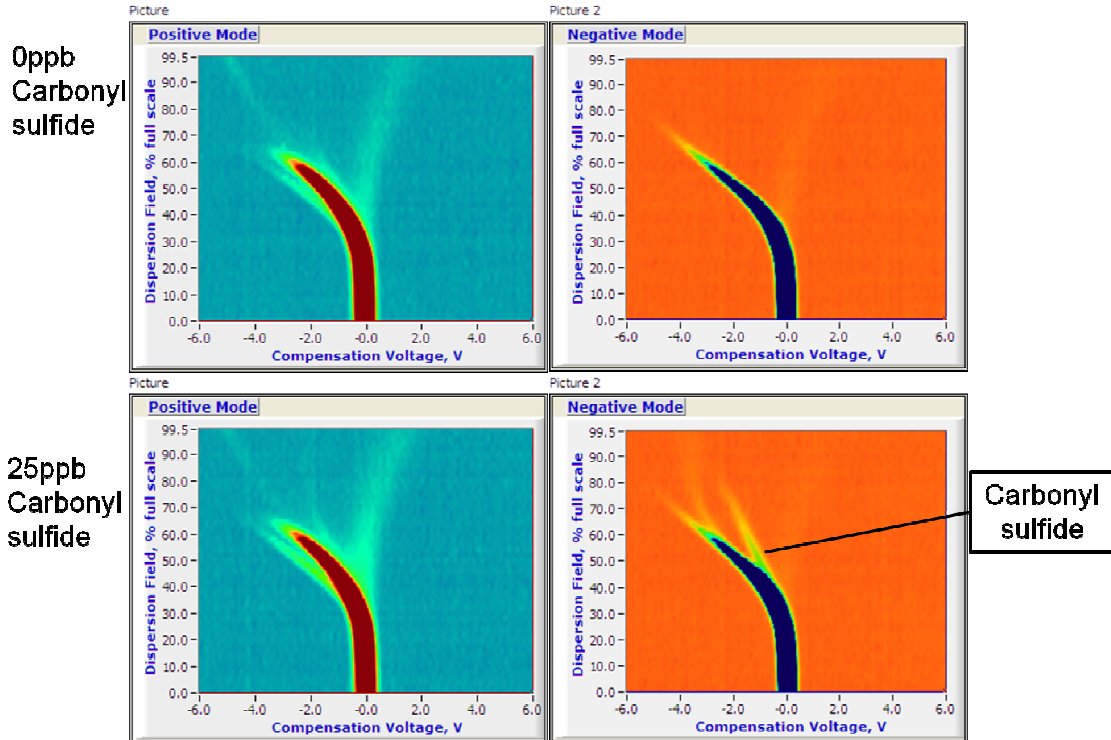 Picture
Picture 2
0ppb
Carbonyl
sulfide
Positive Mode
Dispersion Field, % full scale
99.5
90.0
80.0
70.0
60.0
50.0
40.0
30.0
20.0
10.0
0.0
-6.0 -4.0 -2.0 -0.0 2.0 4.0 6.0
Compensation Voltage, V
Negative Mode
Dispersion Field, % full scale
99.5
90.0
80.0
70.0
60.0
50.0
40.0
30.0
20.0
10.0
0.0
-6.0 -4.0 -2.0 -0.0 2.0 4.0 6.0
Compensation Voltage, V
Picture
Picture 2
25ppb
Carbonyl
sulfide
Positive Mode
Dispersion Field, % full scale
99.5
90.0
80.0
70.0
60.0
50.0
40.0
30.0
20.0
10.0
0.0
-6.0 -4.0 -2.0 -0.0 2.0 4.0 6.0
Compensation Voltage, V
Negative Mode
Dispersion Field, % full scale
99.5
90.0
80.0
70.0
60.0
50.0
40.0
30.0
20.0
10.0
0.0
-6.0 -4.0 -2.0 -0.0 2.0 4.0 6.0
Compensation Voltage, V
Carbonyl
sulfide